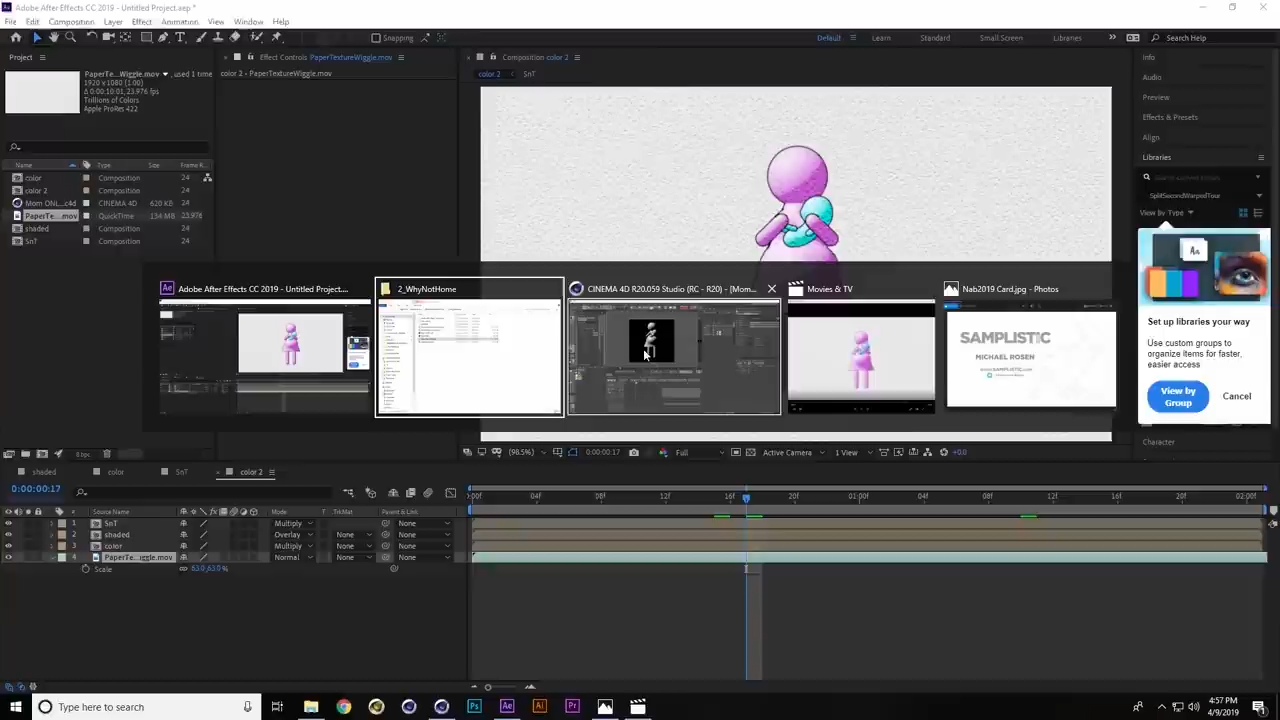 Adobe After Effects CC 2019 - Untitled Project.aep *
File Edit Composition Layer Effect Animation View Window Help
Snapping
Default Learn Standard Small Screen Libraries Search Help
Project
Effect Controls PaperTextureWiggle.mov
Composition color 2
color 2 • PaperTextureWiggle.mov
color 2 SnT
PaperTe...Wiggle.mov , used 1 time
1920 x 1080 (1.00)
Δ 0:00:10:01, 23.976 fps
Trillions of Colors
Apple ProRes 422
Name Type Size Frame R...
color Composition 24
color 2 Composition 24
Mom ONL...c4d CINEMA 4D 620 KB 24
PaperTe....mov QuickTime 134 MB 23.976
shaded Composition 24
SnT Composition 24
Info
Audio
Preview
Effects & Presets
Align
Libraries
SplitSecondWarpedTour
View by Type
libraries your way
Use custom groups to
organize items for faster,
easier access
View by
Group
Cancel
Character
Adobe After Effects CC 2019 - Untitled Project....
2_WhyNotHome
CINEMA 4D R20.059 Studio (RC - R20) - [Mom...
Movies & TV
Nab2019 Card.jpg - Photos
SAMPLISTIC
MICHAEL ROSEN
WWW.SAMPLISTIC.COM
8 bpc
(98.5%) 0:00:00:17 Full Active Camera 1 View +0.0
shaded color SnT color 2
0:00:00:17
:00f 04f 08f 12f 16f 20f 01:00f 04f 08f 12f 16f 20f 02:00f
# Source Name Mode T TrkMat Parent & Link
1 SnT Multiply None
2 shaded Overlay None None
3 color Multiply None None
4 PaperTe...iggle.mov Normal None None
Scale 63.0,63.0%
Type here to search
4:57 PM
4/9/2019